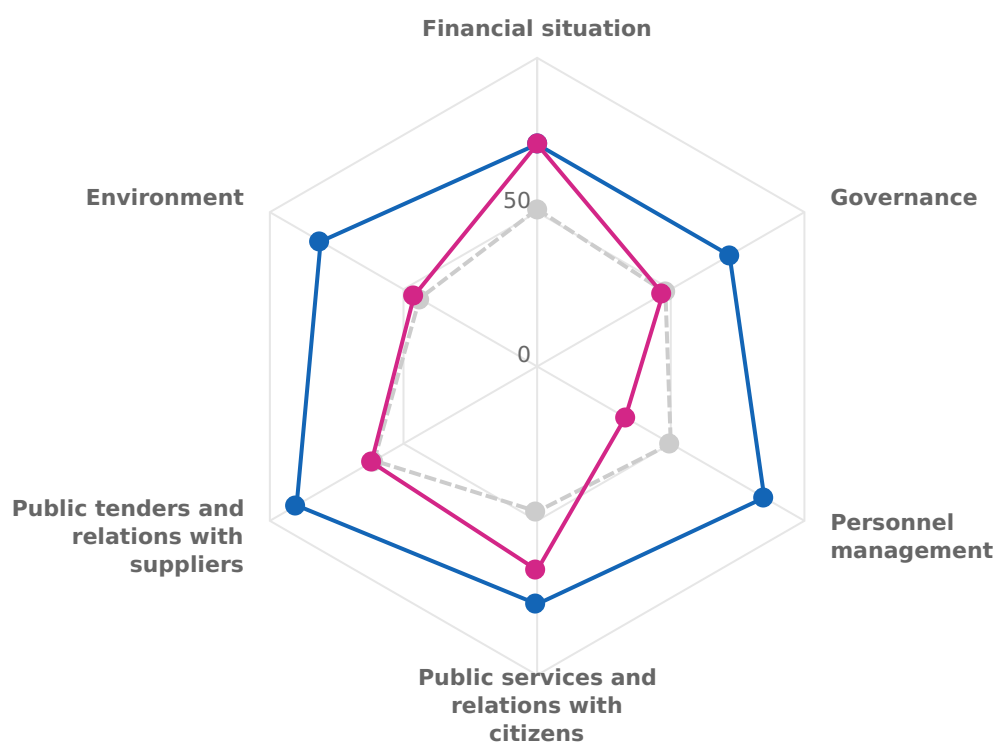 Financial situation
Environment
50
Governance
0
Public tenders and
relations with
suppliers
Personnel
management
Public services and
relations with
citizens